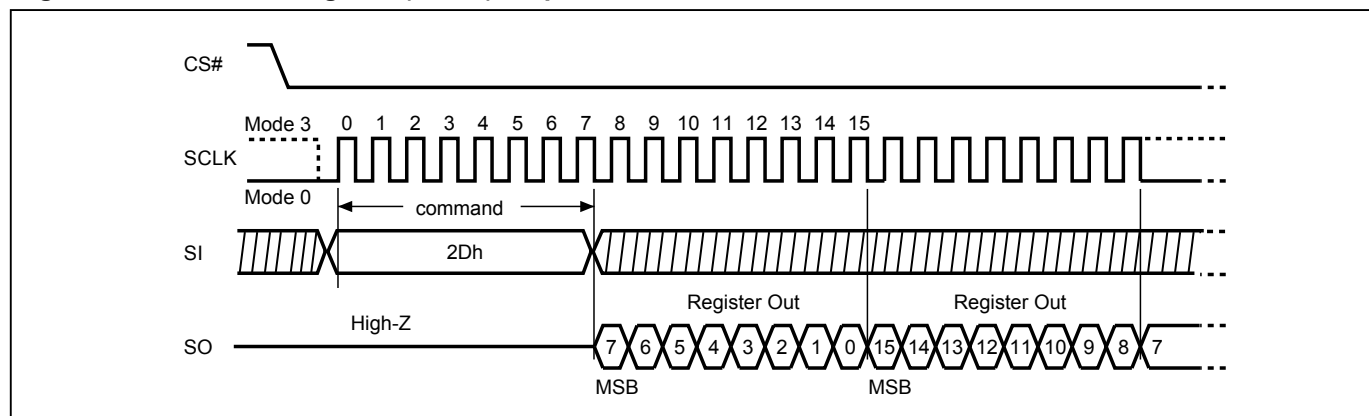 CS#
Mode 3 0 1 2 3 4 5 6 7 8 9 10 11 12 13 14 15
SCLK
Mode 0
command
SI 2Dh
Register Out Register Out
High-Z
SO 7 6 5 4 3 2 1 0 15 14 13 12 11 10 9 8 7
MSB MSB